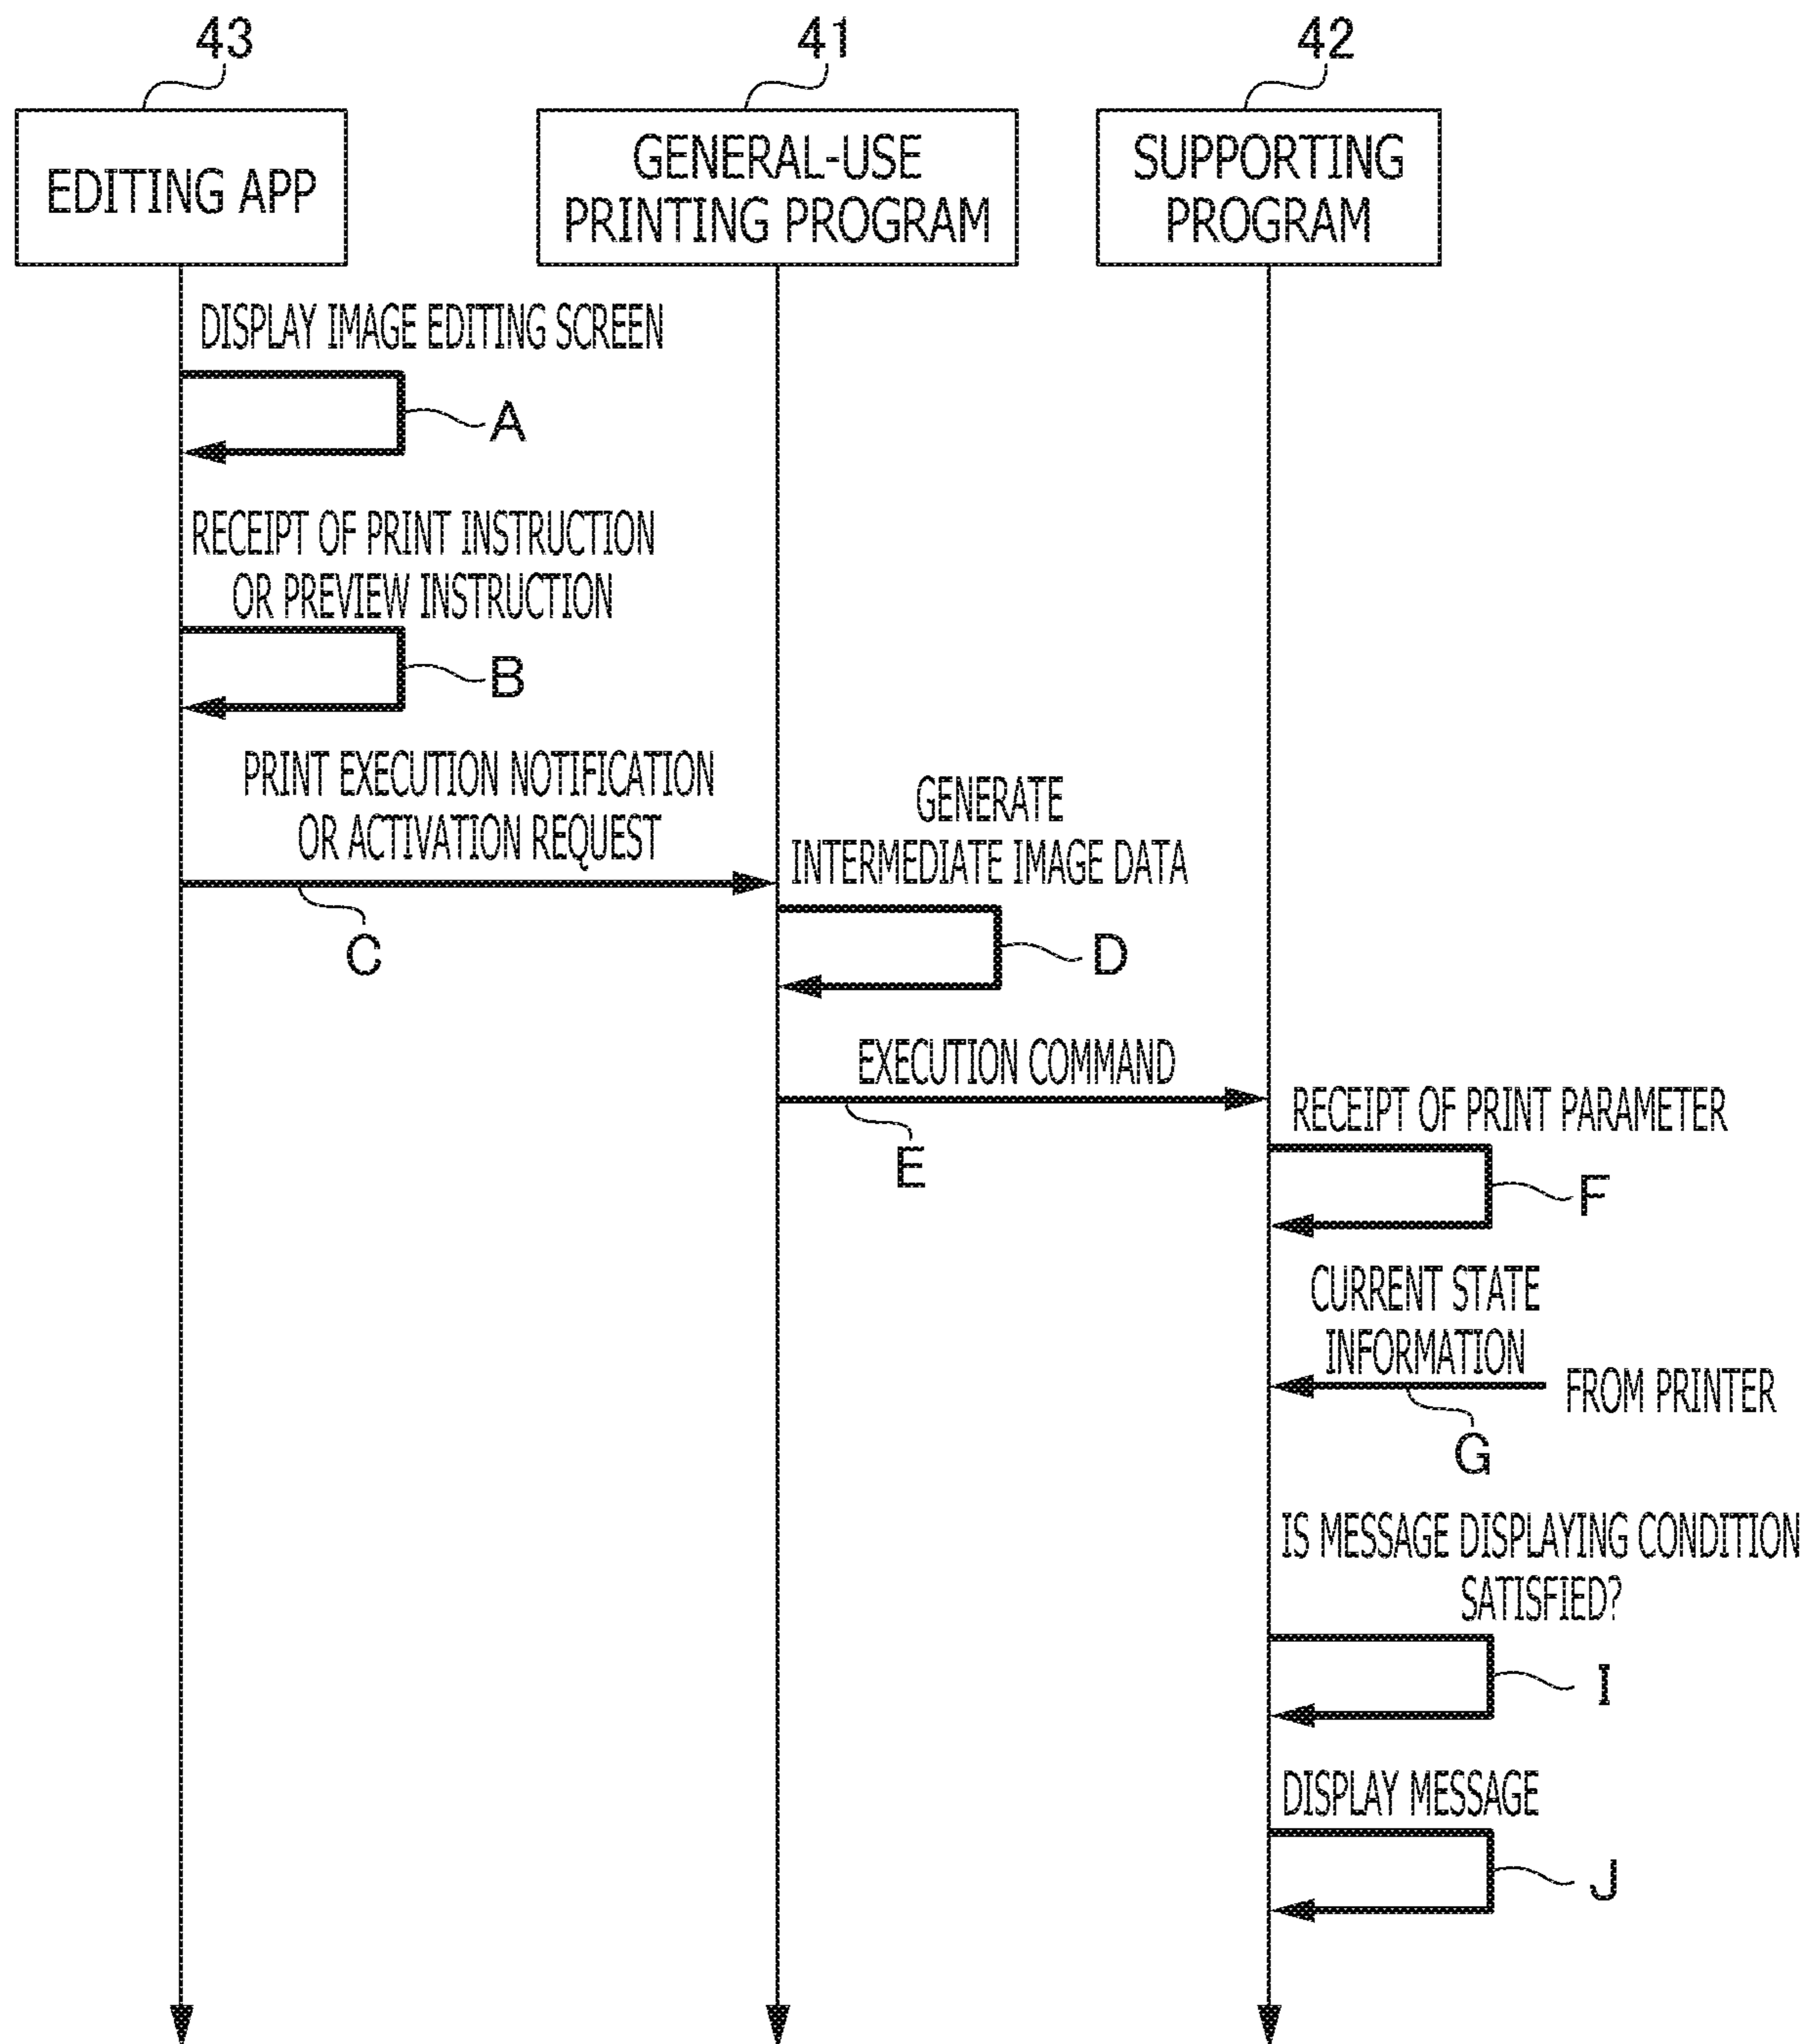 43
41
42
EDITING APP
GENERAL-USE
PRINTING PROGRAM
SUPPORTING
PROGRAM
DISPLAY IMAGE EDITING SCREEN
A
RECEIPT OF PRINT INSTRUCTION
OR PREVIEW INSTRUCTION
B
PRINT EXECUTION NOTIFICATION
OR ACTIVATION REQUEST
C
GENERATE
INTERMEDIATE IMAGE DATA
D
EXECUTION COMMAND
E
RECEIPT OF PRINT PARAMETER
F
CURRENT STATE
INFORMATION
FROM PRINTER
G
IS MESSAGE DISPLAYING CONDITION
SATISFIED?
I
DISPLAY MESSAGE
J